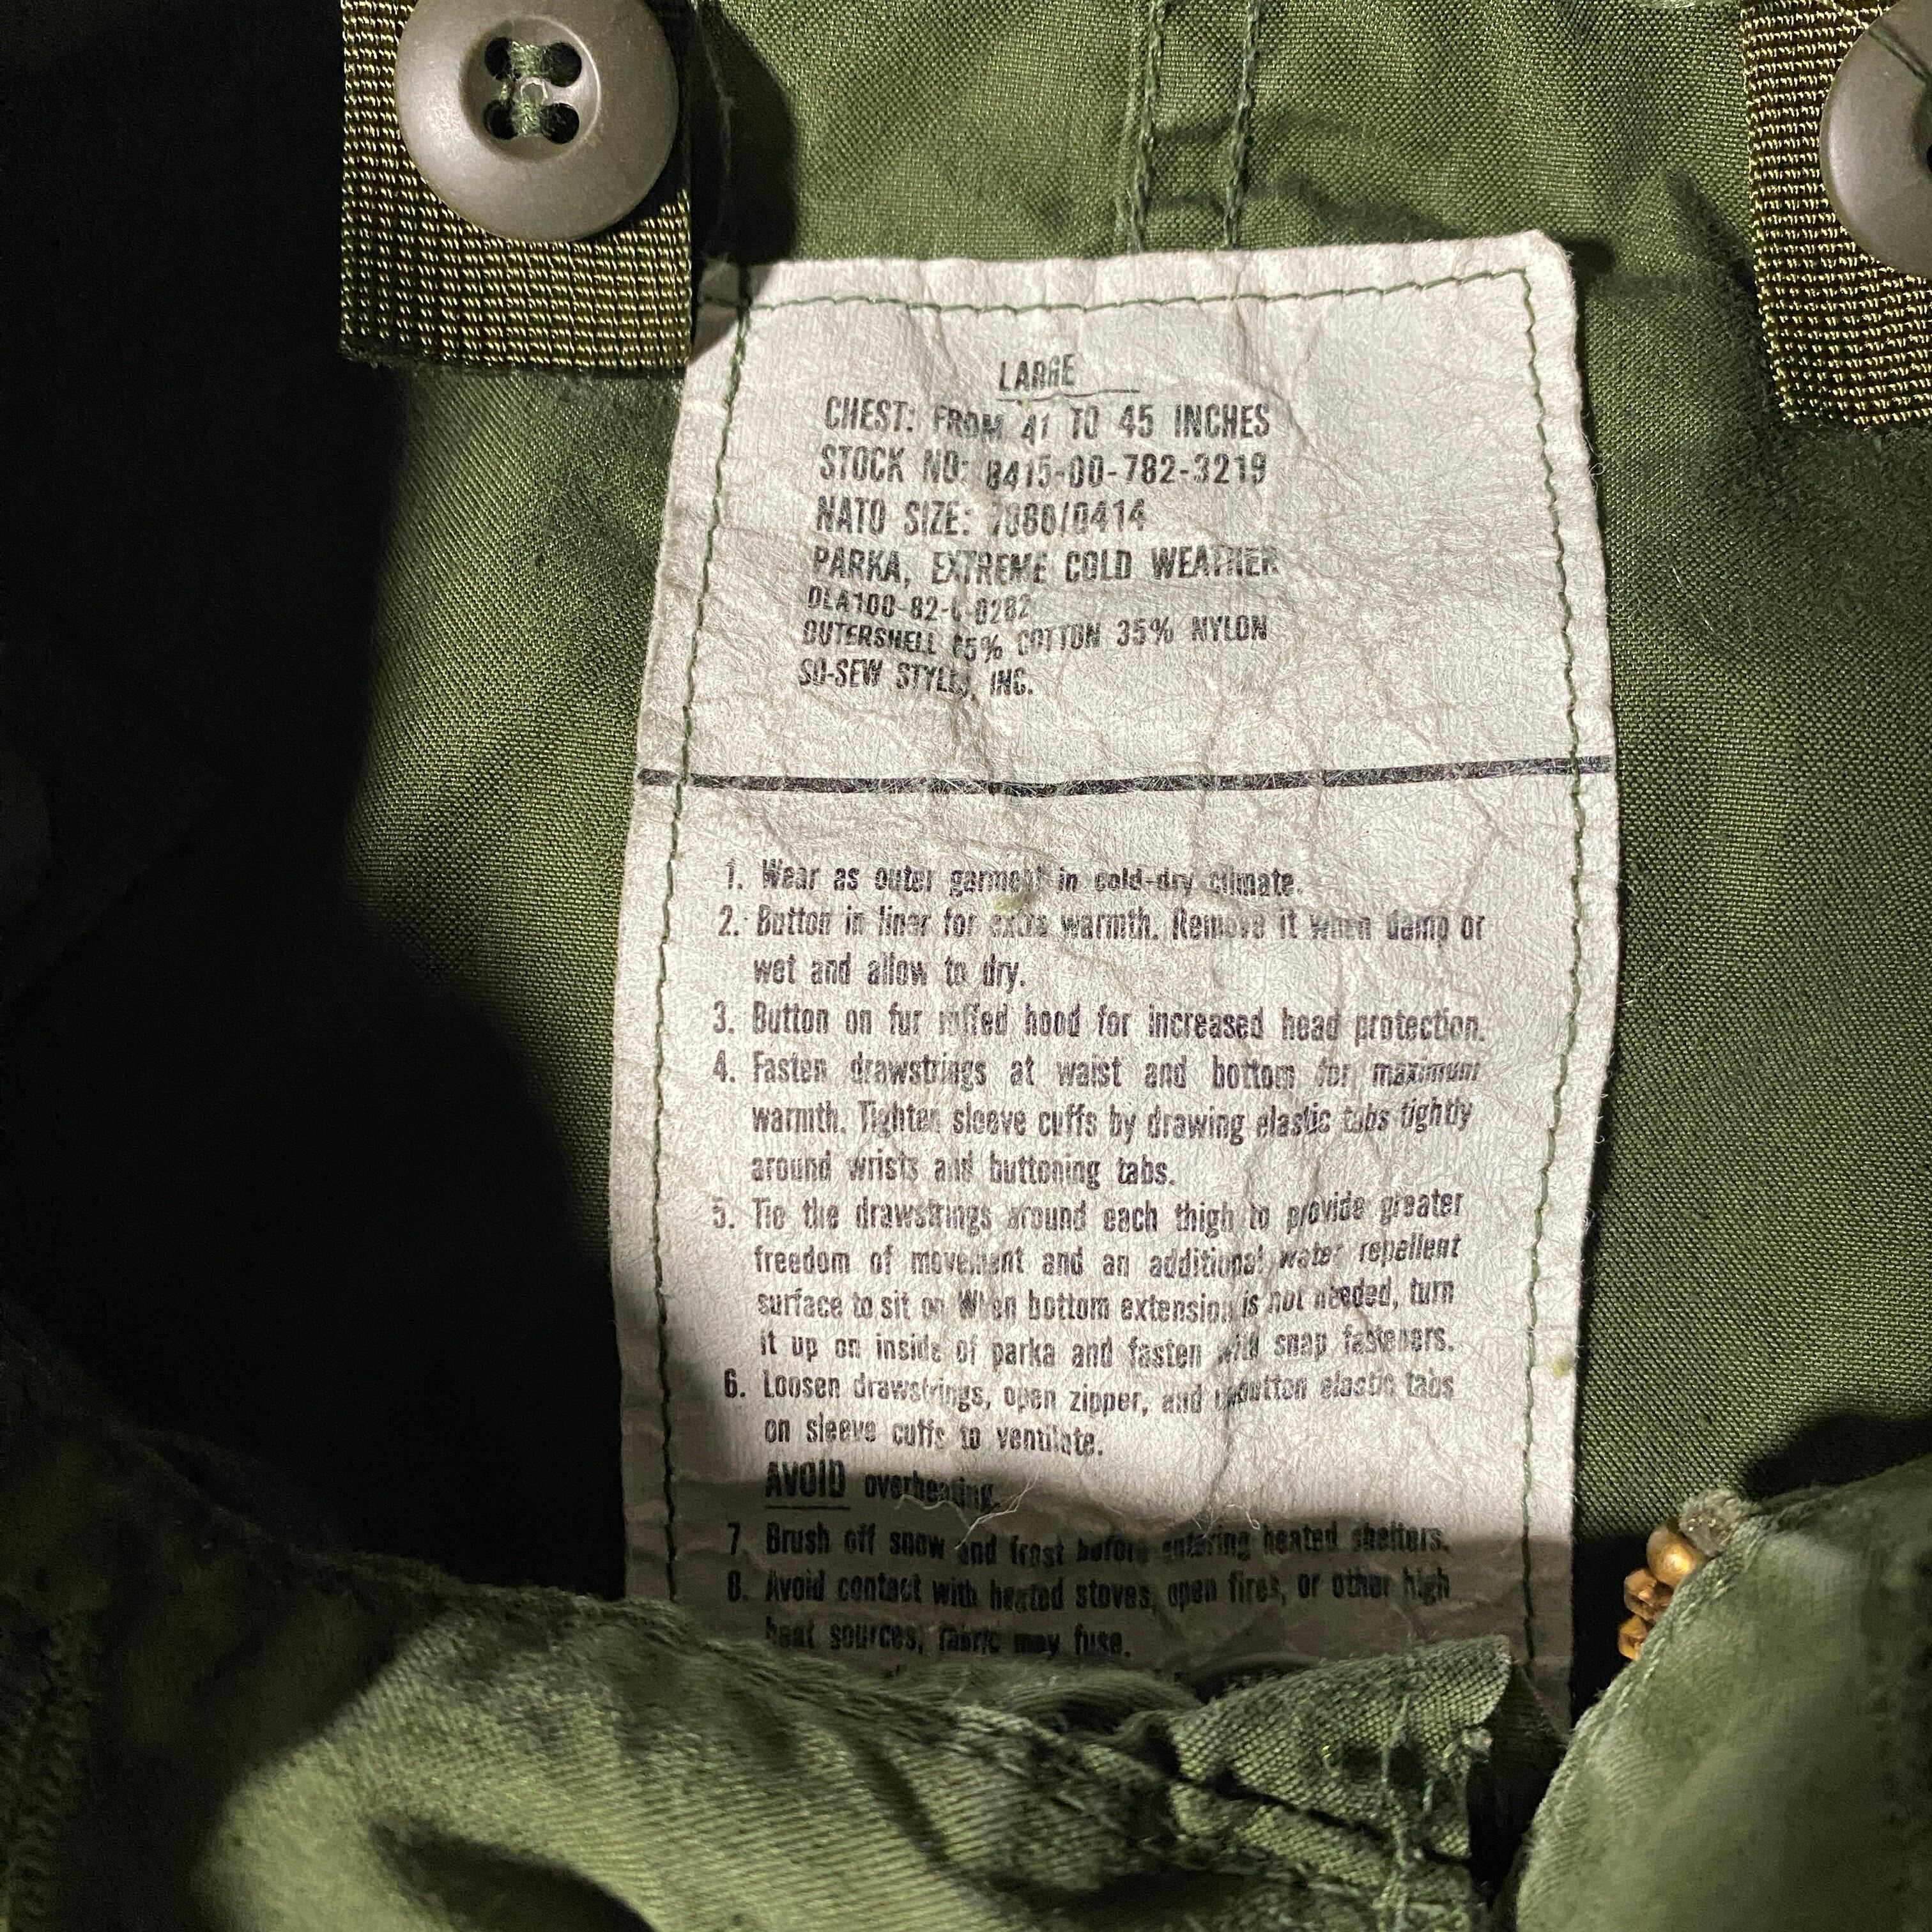 LARGE
CHEST: FROM 41 TO 45 INCHES
STOCK NO: 8415-00-782-3219
NATO SIZE: 7080/0414
PARKA, EXTREME COLD WEATHER
DLA100-82-C-0282
OUTERSHELL 65% COTTON 35% NYLON
SO-SEW STYLES, INC.
1. Wear as outer garment in cold-dry climate.
2. Button in liner for extra warmth. Remove it when damp or
wet and allow to dry.
3. Button on fur ruffed hood for increased head protection.
4. Fasten drawstrings at waist and bottom for maximum
warmth. Tighten sleeve cuffs by drawing elastic tabs tightly
around wrists and buttoning tabs.
5. Tie the drawstrings around each thigh to provide greater
freedom of movement and an additional water repellent
surface to sit on When bottom extension is not needed, turn
it up on inside of parka and fasten with snap fasteners.
6. Loosen drawstrings, open zipper, and unbutton elastic tabs
on sleeve cuffs to ventilate.
AVOID overheating.
7. Brush off snow and frost before entering heated shelters.
8. Avoid contact with heated stoves, open fires, or other high
heat sources, fabric may fuse.